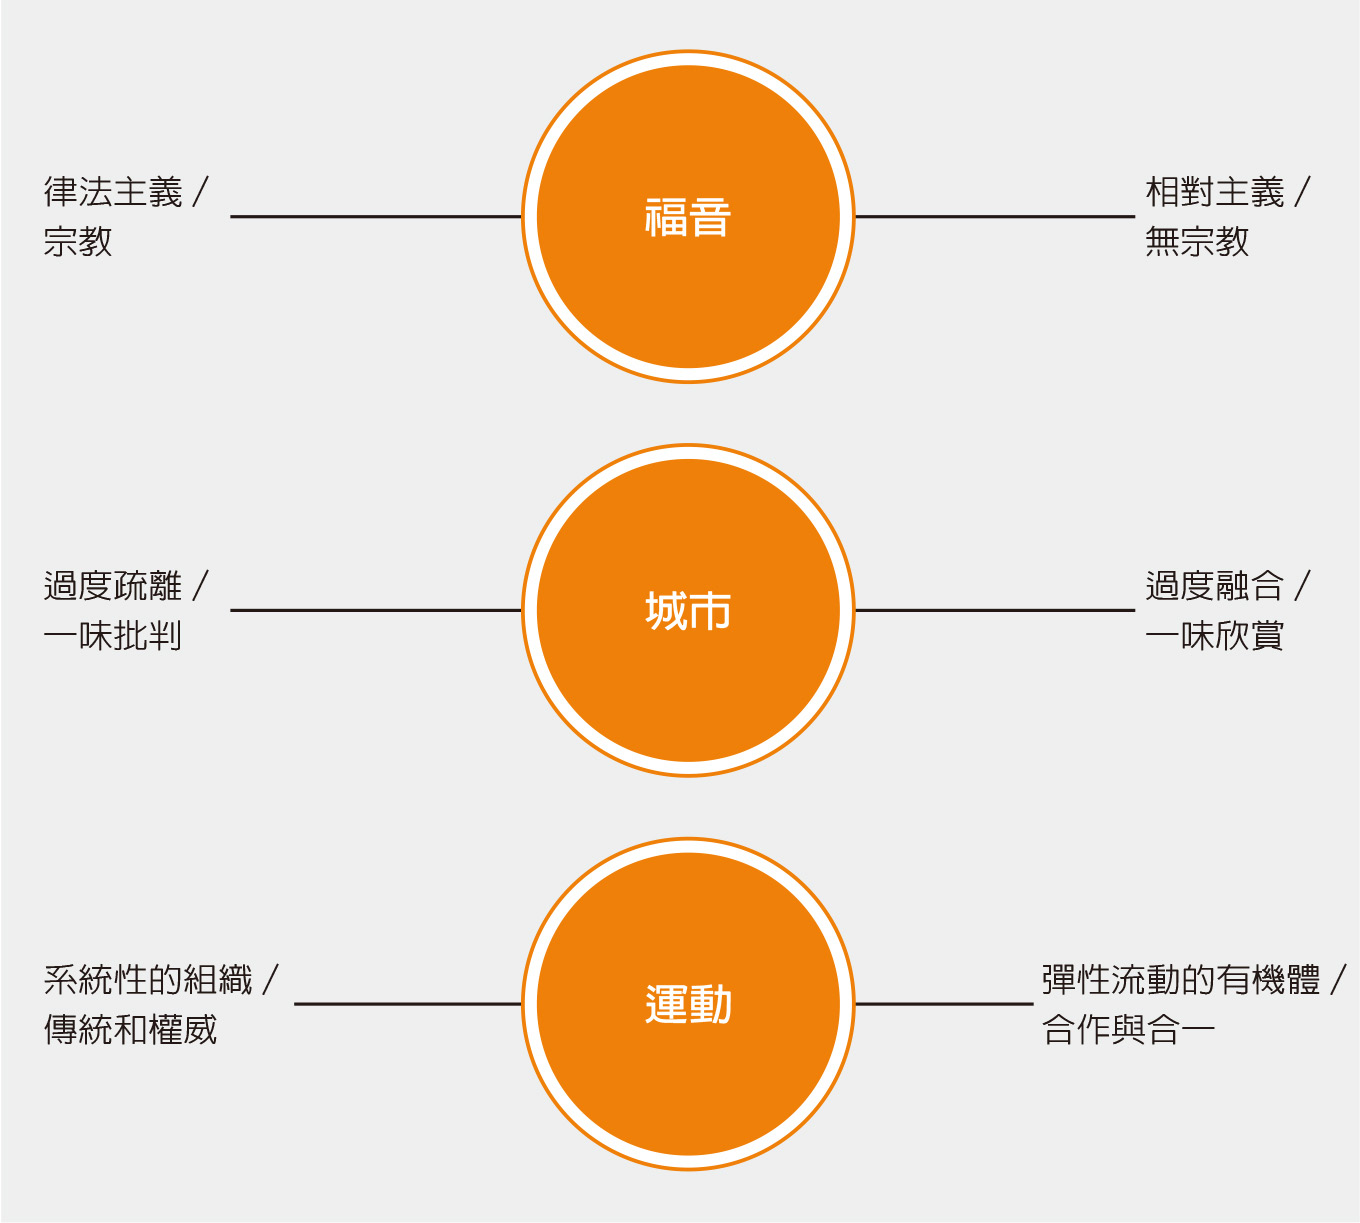 律法主義 /
宗教
福音
相對主義 /
無宗教
過度疏離 /
一味批判
城市
過度融合 /
一味欣賞
系統性的組織 /
傳統和權威
運動
彈性流動的有機體 /
合作與合一